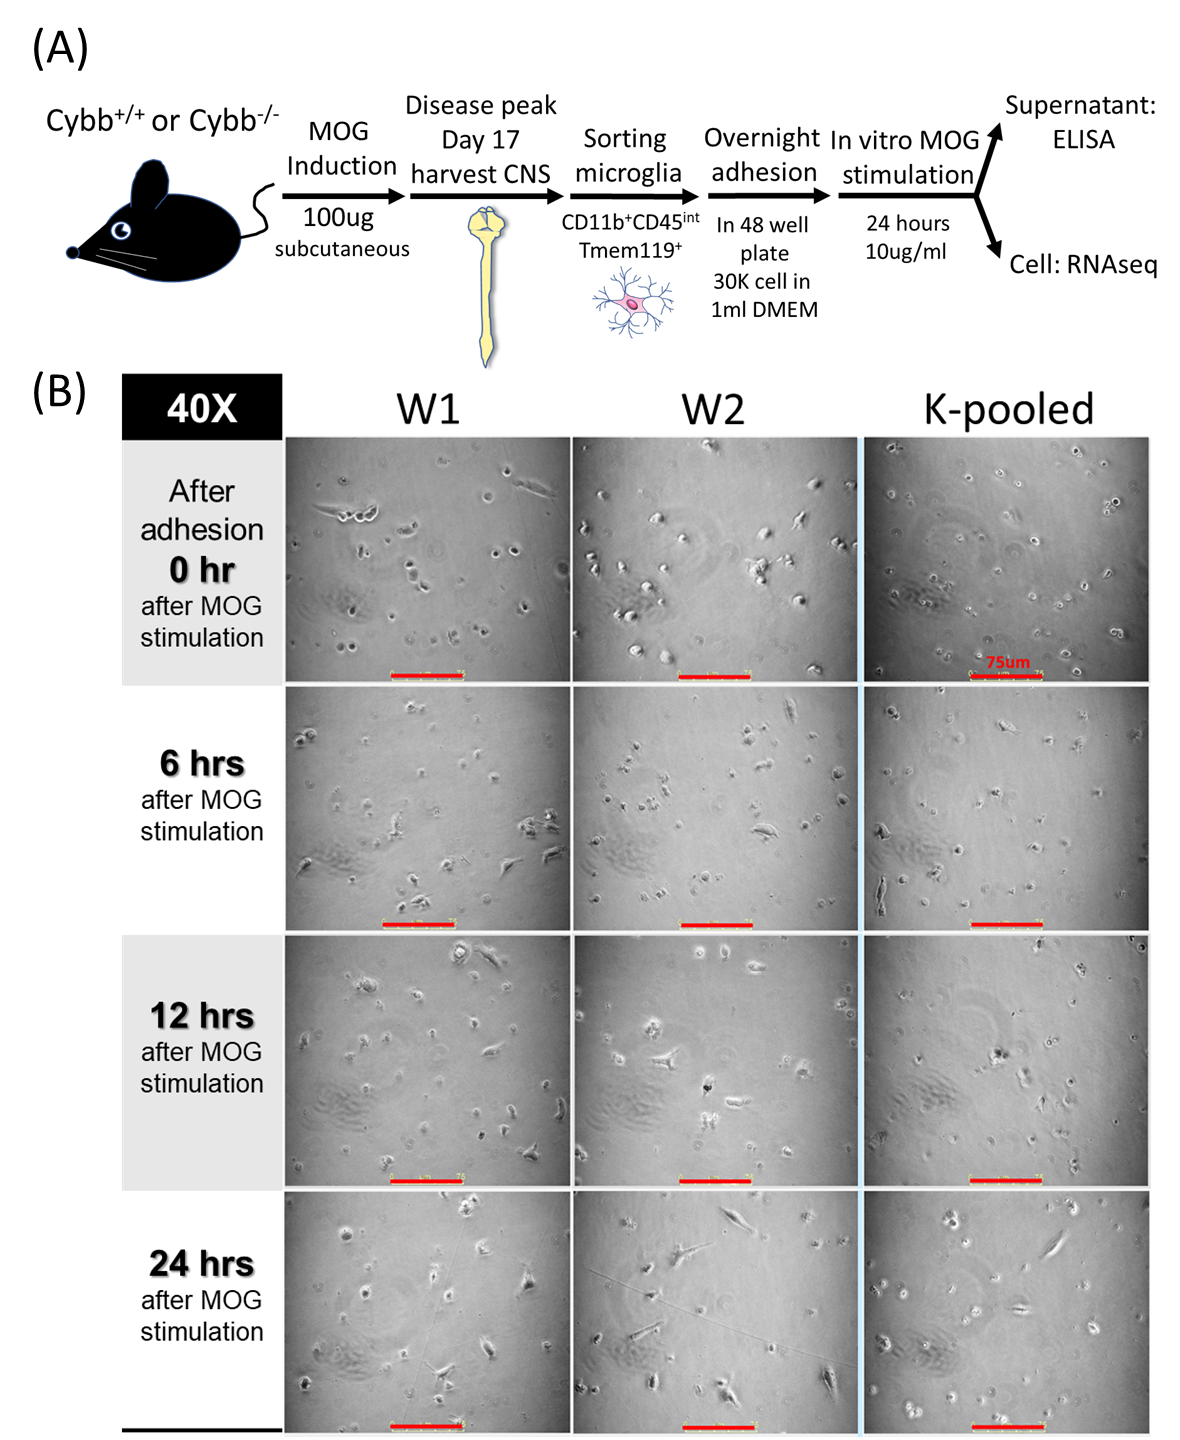 (A)
Cybb+/+ or Cybb-/-
MOG
Induction
100ug
subcutaneous
Disease peak
Day 17
harvest CNS
Sorting
microglia
CD11b+CD45int
Tmem119+
Overnight
adhesion
In 48 well
plate
30K cell in
1ml DMEM
In vitro MOG
stimulation
24 hours
10ug/ml
Supernatant:
ELISA
Cell: RNAseq
(B)
40X
W1
W2
K-pooled
After
adhesion
0 hr
after MOG
stimulation
75um
6 hrs
after MOG
stimulation
12 hrs
after MOG
stimulation
24 hrs
after MOG
stimulation